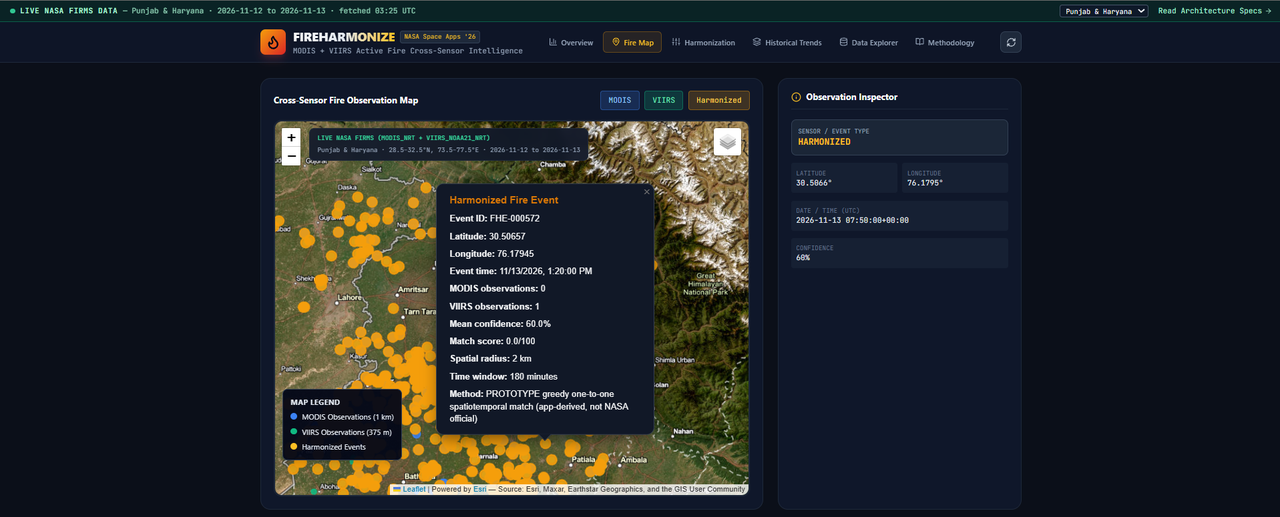 LIVE NASA FIRMS DATA — Punjab & Haryana · 2026-11-12 to 2026-11-13 · fetched 03:25 UTC
Punjab & Haryana
Read Architecture Specs →
FIREHARMONIZE
NASA Space Apps '26
MODIS + VIIRS Active Fire Cross-Sensor Intelligence
Overview
Fire Map
Harmonization
Historical Trends
Data Explorer
Methodology
Cross-Sensor Fire Observation Map
MODIS
VIIRS
Harmonized
+
−
LIVE NASA FIRMS (MODIS_NRT + VIIRS_NOAA21_NRT)
Punjab & Haryana · 28.5-32.5°N, 73.5-77.5°E · 2026-11-12 to 2026-11-13
Chamba
Sialkot
Daska
Lahore
Amritsar
Tarn Tara
Kasur
Pattoki
Great
Himalayan
National Park
Shimla Urban
Nahan
Patiala
Ambala
Harmonized Fire Event
×
Event ID: FHE-000572
Latitude: 30.50657
Longitude: 76.17945
Event time: 11/13/2026, 1:20:00 PM
MODIS observations: 0
VIIRS observations: 1
Mean confidence: 60.0%
Match score: 0.0/100
Spatial radius: 2 km
Time window: 180 minutes
Method: PROTOTYPE greedy one-to-one
spatiotemporal match (app-derived, not NASA
official)
MAP LEGEND
MODIS Observations (1 km)
VIIRS Observations (375 m)
Harmonized Events
Leaflet | Powered by Esri — Source: Esri, Maxar, Earthstar Geographics, and the GIS User Community
Observation Inspector
SENSOR / EVENT TYPE
HARMONIZED
LATITUDE
30.5066°
LONGITUDE
76.1795°
DATE / TIME (UTC)
2026-11-13 07:50:00+00:00
CONFIDENCE
60%